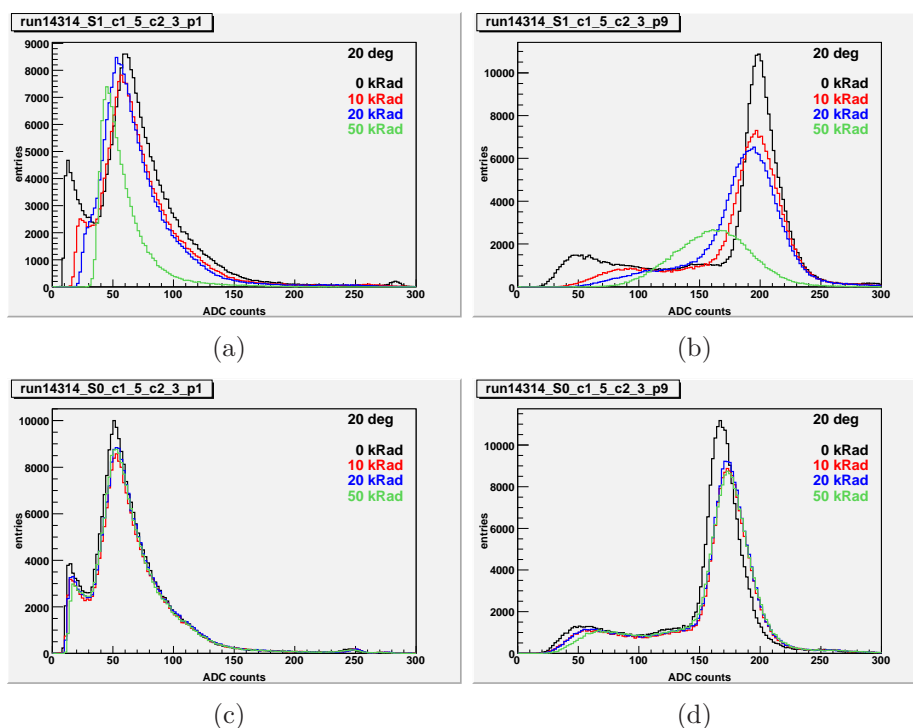 run14314_S1_c1_5_c2_3_p1
entries
9000
8000
7000
6000
5000
4000
3000
2000
1000
0
0 50 100 150 200 250 300
ADC counts
20 deg
0 kRad
10 kRad
20 kRad
50 kRad
(a)
run14314_S1_c1_5_c2_3_p9
entries
10000
8000
6000
4000
2000
0
0 50 100 150 200 250 300
ADC counts
20 deg
0 kRad
10 kRad
20 kRad
50 kRad
(b)
run14314_S0_c1_5_c2_3_p1
entries
10000
8000
6000
4000
2000
0
0 50 100 150 200 250 300
ADC counts
20 deg
0 kRad
10 kRad
20 kRad
50 kRad
(c)
run14314_S0_c1_5_c2_3_p9
entries
10000
8000
6000
4000
2000
0
0 50 100 150 200 250 300
ADC counts
20 deg
0 kRad
10 kRad
20 kRad
50 kRad
(d)